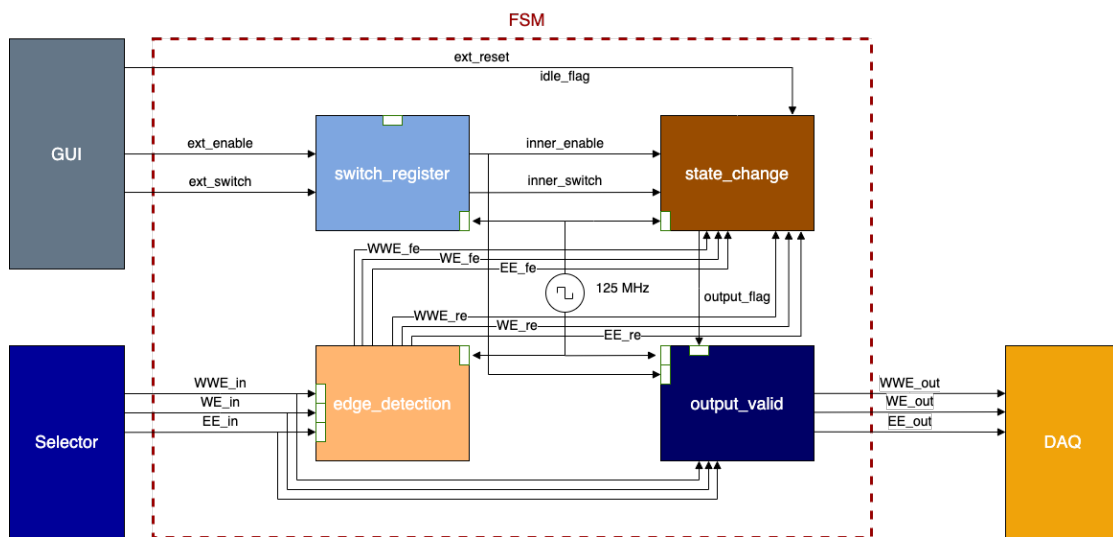 FSM
ext_reset
idle_flag
GUI
ext_enable
switch_register
inner_enable
state_change
ext_switch
inner_switch
WWE_fe
WE_fe
EE_fe
125 MHz
output_flag
WWE_re
WE_re
EE_re
WWE_in
WE_in
EE_in
Selector
edge_detection
output_valid
WWE_out
WE_out
EE_out
DAQ